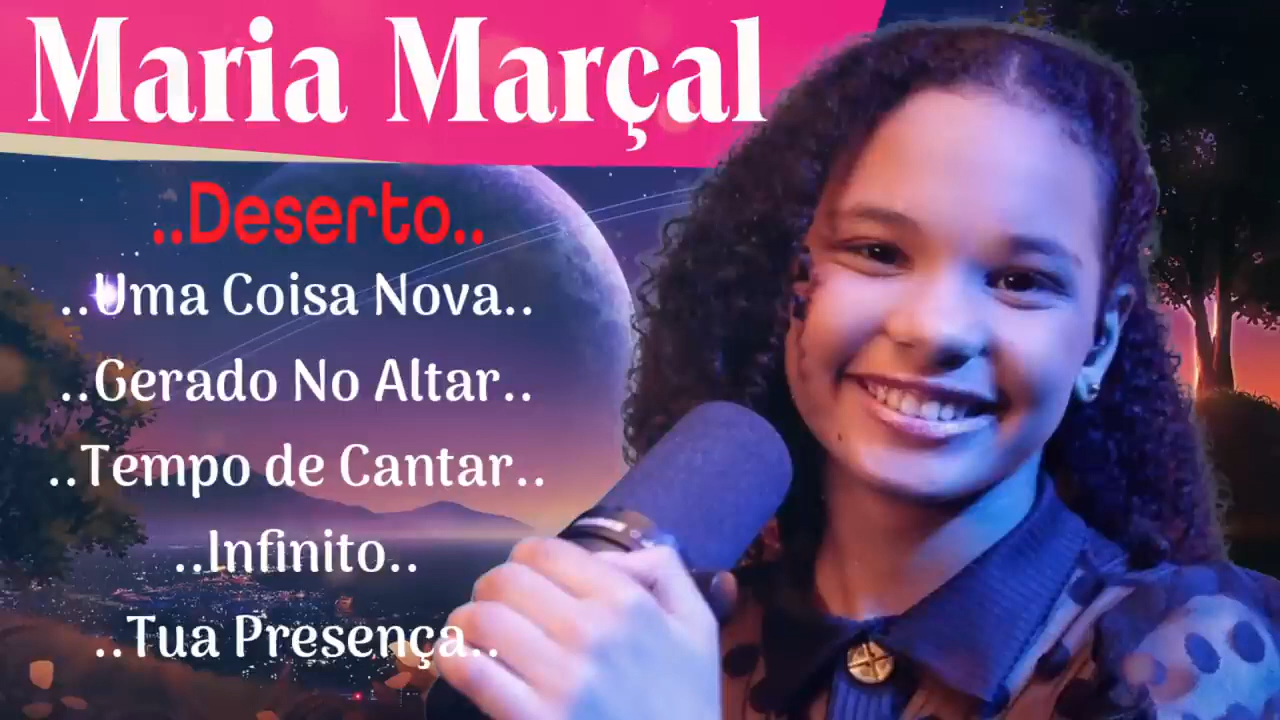 Maria Marçal
..Deserto..
..Uma Coisa Nova..
..Gerado No Altar..
..Tempo de Cantar..
..Infinito..
..Tua Presença..